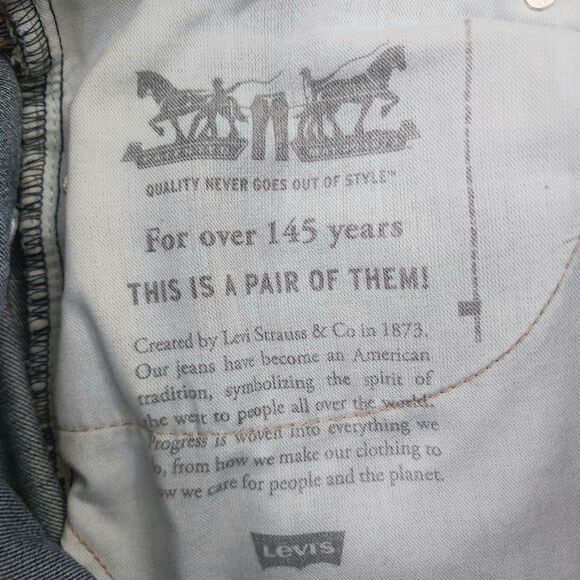 QUALITY NEVER GOES OUT OF STYLE™
For over 145 years
THIS IS A PAIR OF THEM!
Created by Levi Strauss & Co in 1873.
Our jeans have become an American
tradition, symbolizing the spirit of
the west to people all over the world.
Progress is woven into everything we
, from how we make our clothing to
how we care for people and the planet.
Levi's